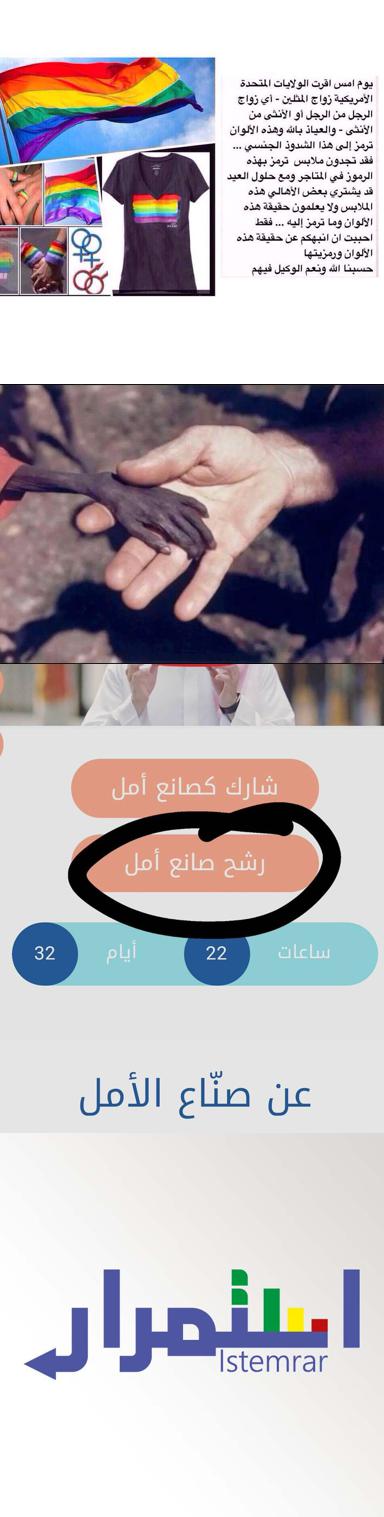 يوم امس اقرت الولايات المتحدة
الأمريكية زواج المثلين - أي زواج
الرجل من الرجل أو الأنثى من
الأنثى - والعياذ بالله وهذه الألوان
ترمز إلى هذا الشذوذ الجنسي ...
فقد تجدون ملابس ترمز بهذه
الرموز في المتاجر ومع حلول العيد
قد يشتري بعض الأهالي هذه
الملابس ولا يعلمون حقيقة هذه
الألوان وما ترمز إليه ... فقط
احببت ان انبهكم عن حقيقة هذه
الألوان ورمزيتها
حسبنا الله ونعم الوكيل فيهم
شارك كصانع أمل
رشح صانع أمل
ساعات 22 أيام 32
عن صنّاع الأمل
استمرار
Istemrar